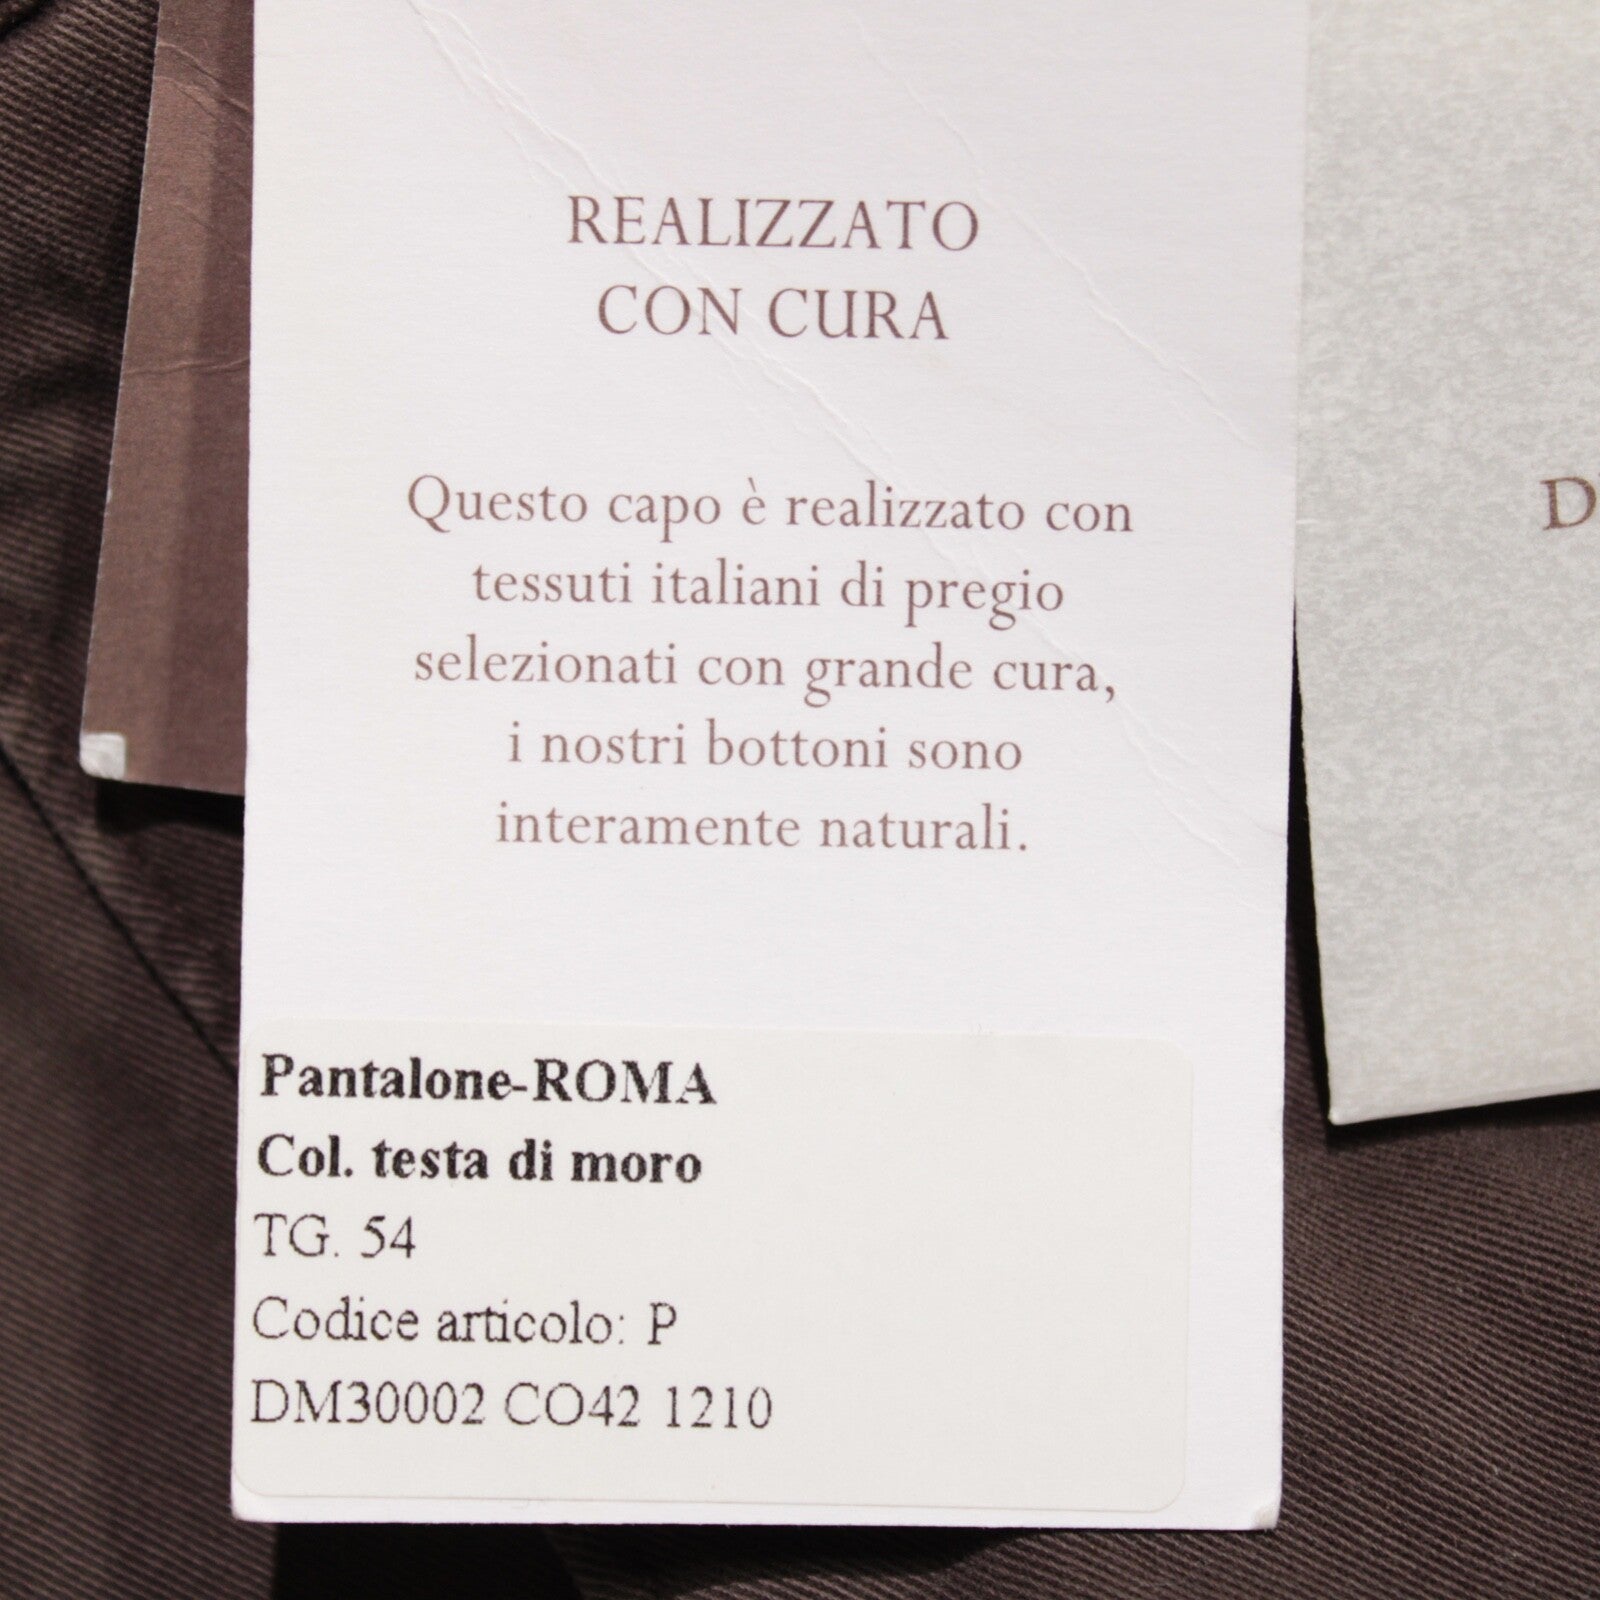 REALIZZATO
CON CURA
Questo capo è realizzato con
tessuti italiani di pregio
selezionati con grande cura,
i nostri bottoni sono
interamente naturali.
Pantalone-ROMA
Col. testa di moro
TG. 54
Codice articolo: P
DM30002 CO42 1210